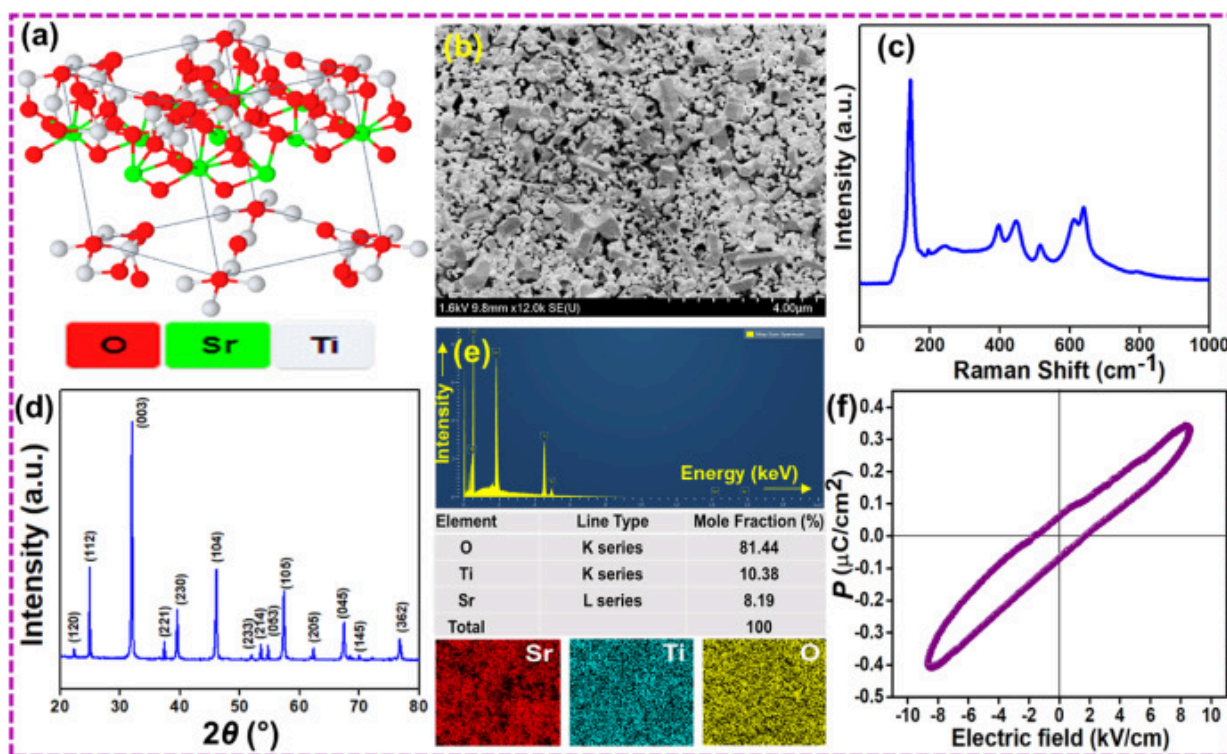 (a)
O
Sr
Ti
(b)
1.6kV 9.8mm x12.0k SE(U)
4.00µm
(c)
Intensity (a.u.)
0
200
400
600
800
1000
Raman Shift (cm-1)
(d)
Intensity (a.u.)
(120)
(112)
(003)
(221)
(230)
(104)
(233)
(214)
(053)
(105)
(205)
(045)
(145)
(362)
20
30
40
50
60
70
80
2θ (°)
(e)
Intensity
Energy (keV)
Element Line Type Mole Fraction (%)
O K series 81.44
Ti K series 10.38
Sr L series 8.19
Total 100
Sr
Ti
O
(f)
P (µC/cm2)
0.4
0.3
0.2
0.1
0.0
-0.1
-0.2
-0.3
-0.4
-0.5
-10 -8 -6 -4 -2 0 2 4 6 8 10
Electric field (kV/cm)